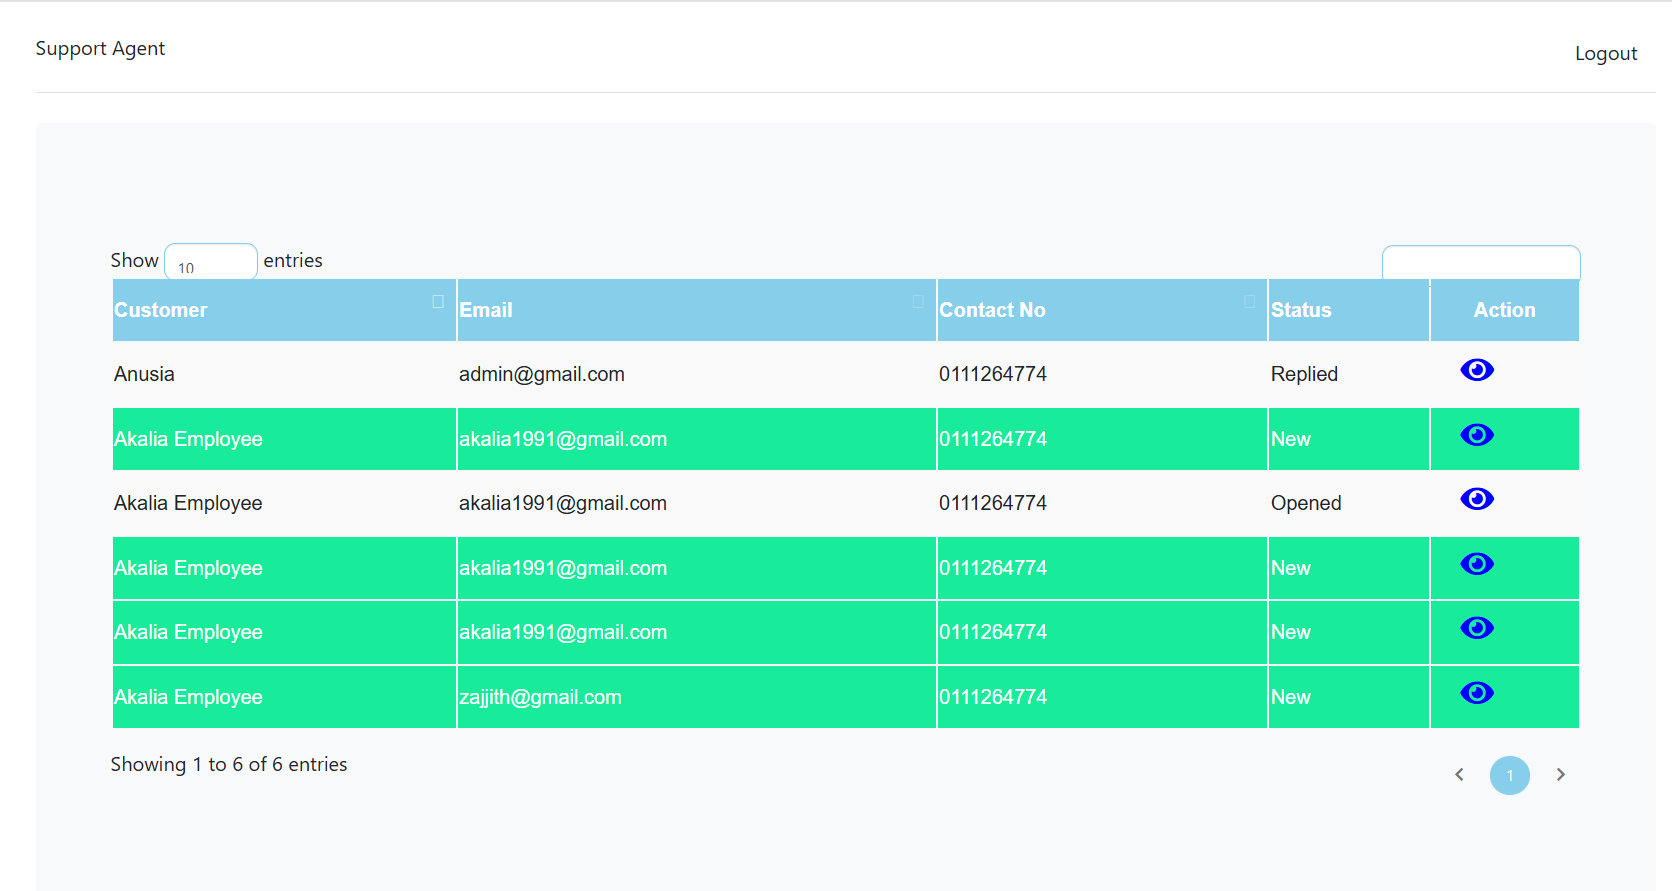 Support Agent
Logout
Show 10 entries
Customer Email Contact No Status Action
Anusia admin@gmail.com 0111264774 Replied
Akalia Employee akalia1991@gmail.com 0111264774 New
Akalia Employee akalia1991@gmail.com 0111264774 Opened
Akalia Employee akalia1991@gmail.com 0111264774 New
Akalia Employee akalia1991@gmail.com 0111264774 New
Akalia Employee zajjith@gmail.com 0111264774 New
Showing 1 to 6 of 6 entries
1